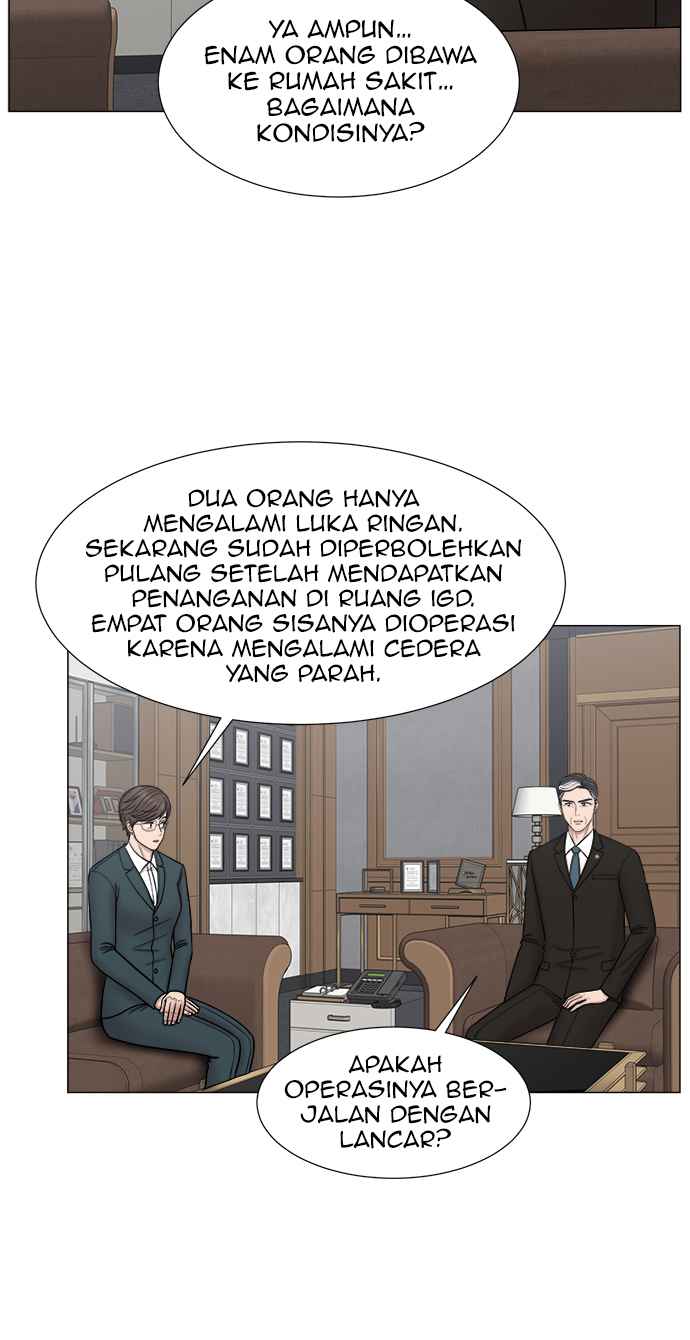 YA AMPUN...
ENAM ORANG DIBAWA
KE RUMAH SAKIT...
BAGAIMANA
KONDISINYA?
DUA ORANG HANYA
MENGALAMI LUKA RINGAN.
SEKARANG SUDAH DIPERBOLEHKAN
PULANG SETELAH MENDAPATKAN
PENANGANAN DI RUANG IGD.
EMPAT ORANG SISANYA DIOPERASI
KARENA MENGALAMI CEDERA
YANG PARAH.
APAKAH
OPERASINYA BER-
JALAN DENGAN
LANCAR?